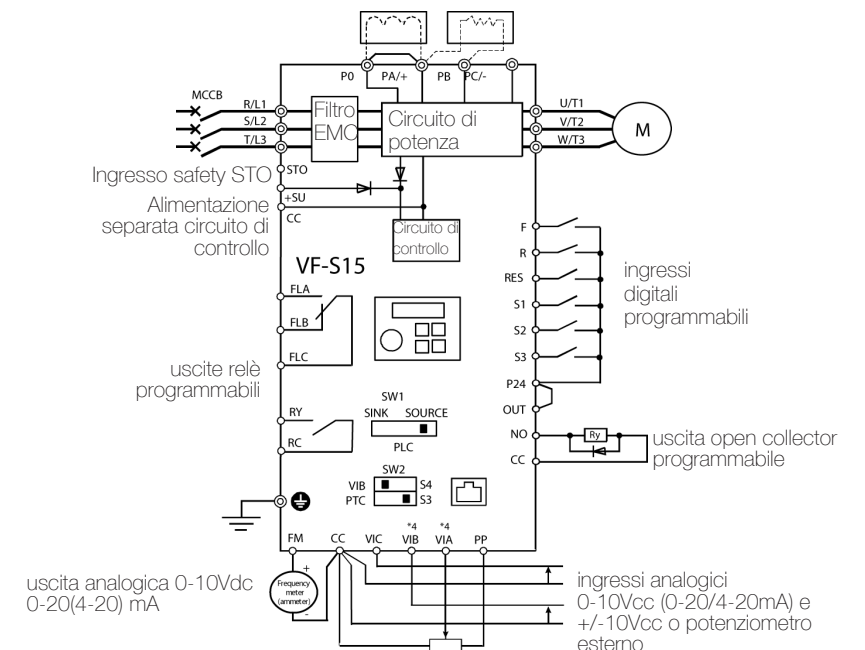 P0 PA/+ PB PC/-
MCCB
R/L1
S/L2
T/L3
Filtro
EMC
Circuito di
potenza
U/T1
V/T2
W/T3
M
Ingresso safety STO
STO
+SU
CC
Alimentazione
separata circuito di
controllo
Circuito di
controllo
VF-S15
F
R
RES
S1
S2
S3
P24
OUT
NO
CC
ingressi
digitali
programmabili
FLA
FLB
FLC
uscite relè
programmabili
RY
RC
SW1
SINK SOURCE
PLC
SW2
VIB S4
PTC S3
Ry
uscita open collector
programmabile
*4 *4
FM CC VIC VIB VIA PP
+
Frequency
meter
(ammeter)
-
uscita analogica 0-10Vdc
0-20(4-20) mA
ingressi analogici
0-10Vcc (0-20/4-20mA) e
+/-10Vcc o potenziometro
esterno